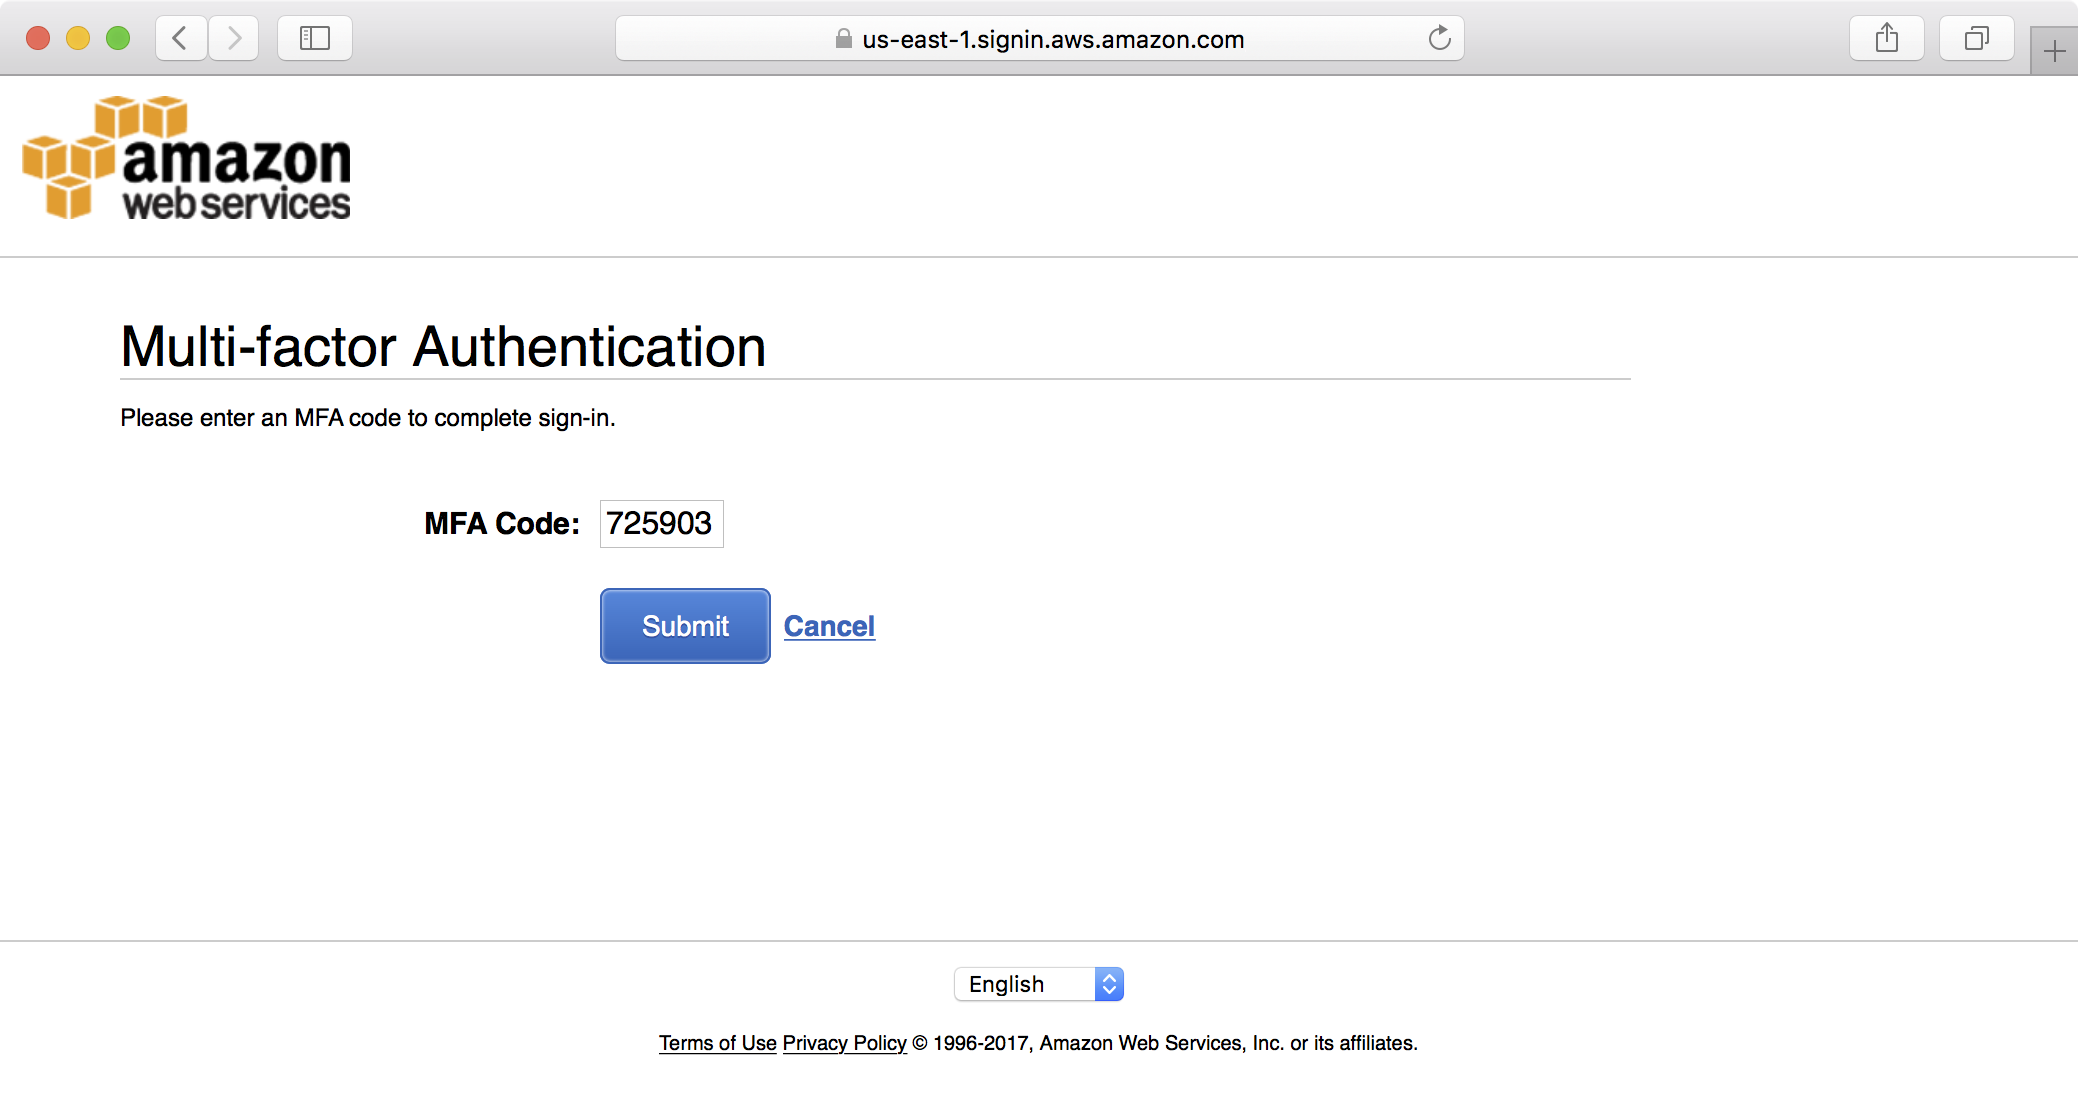 us-east-1.signin.aws.amazon.com
amazon
web services
Multi-factor Authentication
Please enter an MFA code to complete sign-in.
MFA Code: 725903
Submit Cancel
English
Terms of Use Privacy Policy © 1996-2017, Amazon Web Services, Inc. or its affiliates.